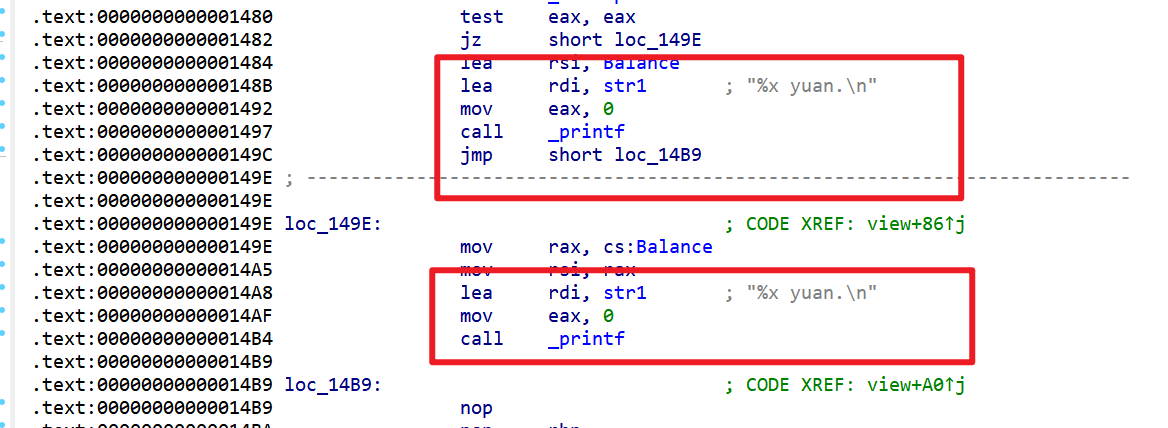 .text:0000000000001480 test eax, eax
.text:0000000000001482 jz short loc_149E
.text:0000000000001484 lea rsi, Balance
.text:000000000000148B lea rdi, str1 ; "%x yuan.\n"
.text:0000000000001492 mov eax, 0
.text:0000000000001497 call _printf
.text:000000000000149C jmp short loc_14B9
.text:000000000000149E ; ---------------------------------------------------------------------------
.text:000000000000149E
.text:000000000000149E loc_149E: ; CODE XREF: view+86↑j
.text:000000000000149E mov rax, cs:Balance
.text:00000000000014A5 mov rsi, rax
.text:00000000000014A8 lea rdi, str1 ; "%x yuan.\n"
.text:00000000000014AF mov eax, 0
.text:00000000000014B4 call _printf
.text:00000000000014B9
.text:00000000000014B9 loc_14B9: ; CODE XREF: view+A0↑j
.text:00000000000014B9 nop